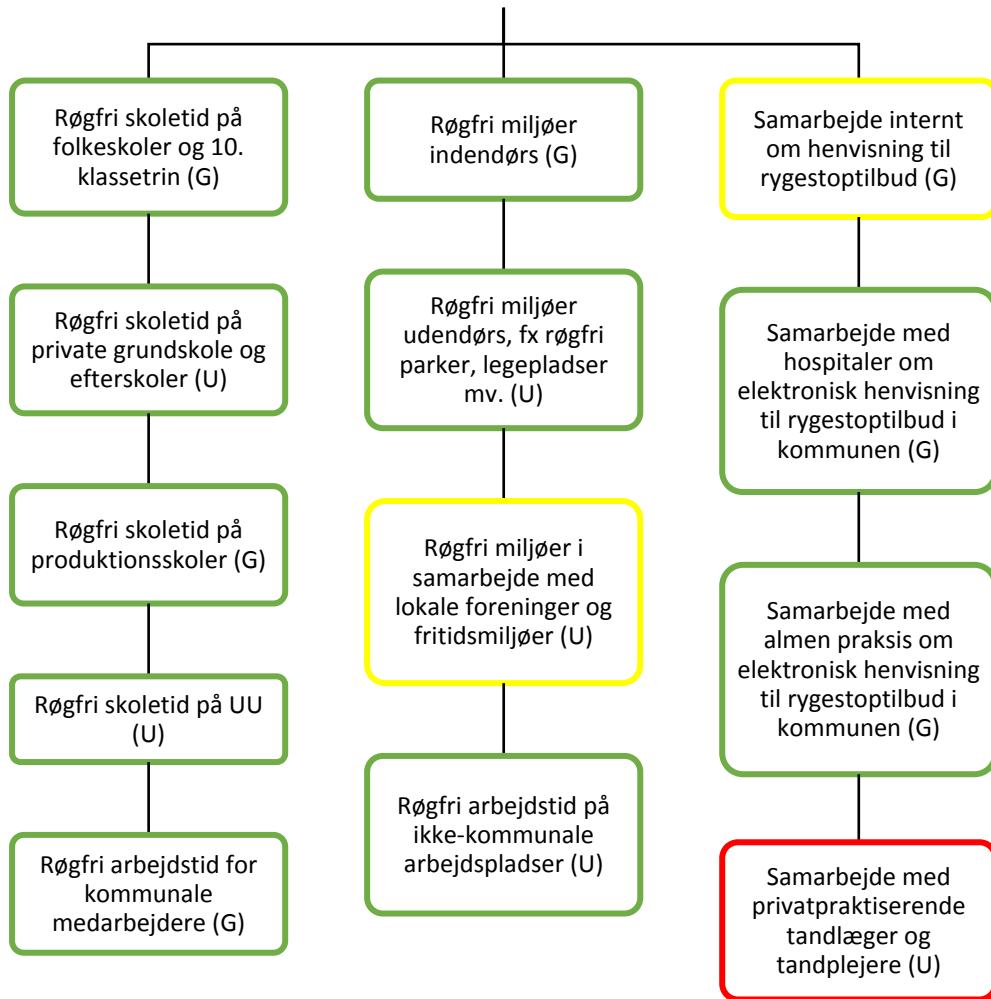 Røgfri skoletid på
folkeskoler og 10.
klassetrin (G)
Røgfri skoletid på
private grundskole og
efterskoler (U)
Røgfri skoletid på
produktionsskoler (G)
Røgfri skoletid på UU
(U)
Røgfri arbejdstid for
kommunale
medarbejdere (G)
Røgfri miljøer
indendørs (G)
Røgfri miljøer
udendørs, fx røgfri
parker, legepladser
mv. (U)
Røgfri miljøer i
samarbejde med
lokale foreninger og
fritidsmiljøer (U)
Røgfri arbejdstid på
ikke-kommunale
arbejdspladser (U)
Samarbejde internt
om henvisning til
rygestoptilbud (G)
Samarbejde med
hospitaler om
elektronisk henvisning
til rygestoptilbud i
kommunen (G)
Samarbejde med
almen praksis om
elektronisk henvisning
til rygestoptilbud i
kommunen (G)
Samarbejde med
privatpraktiserende
tandlæger og
tandplejere (U)